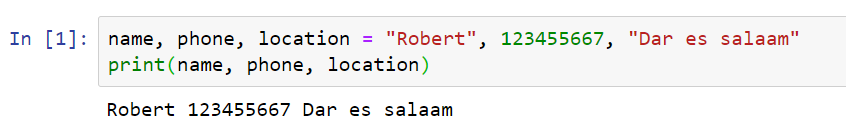 In [1]: name, phone, location = "Robert", 123455667, "Dar es salaam"
print(name, phone, location)
Robert 123455667 Dar es salaam